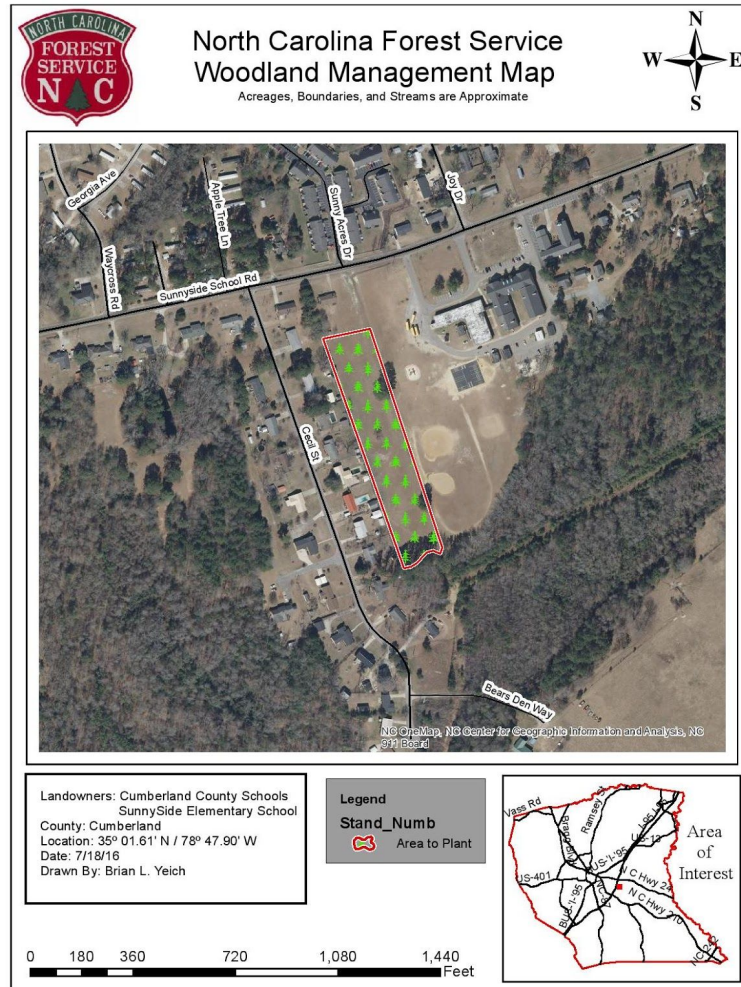 NORTH CAROLINA
FOREST
SERVICE
N C
North Carolina Forest Service
Woodland Management Map
Acreages, Boundaries, and Streams are Approximate
N
W E
S
Georgia Ave
Waycross Rd
Apple Tree Ln
Sunny Acres Dr
Joy Dr
Sunnyside School Rd
Cecil St
Bears Den Way
NC OneMap, NC Center for Geographic Information and Analysis, NC
911 Board
Landowners: Cumberland County Schools
SunnySide Elementary School
County: Cumberland
Location: 35º 01.61' N / 78º 47.90' W
Date: 7/18/16
Drawn By: Brian L. Yeich
Legend
Stand_Numb
Area to Plant
Vass Rd
Bragg Blvd
Ramsey St
US-13
BUS-'I-'95
US-401
N C Hwy 24
N C Hwy 210
BUS-'I-'95
Area
of
Interest
0 180 360 720 1,080 1,440
Feet